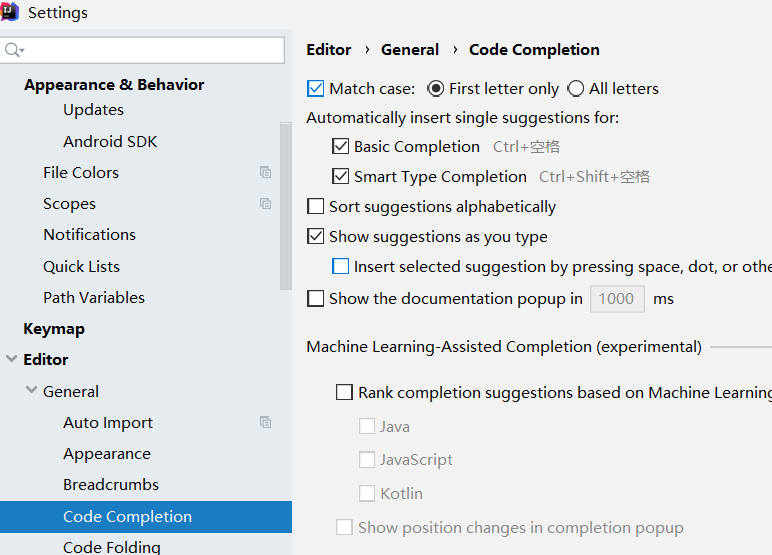 Settings
Appearance & Behavior
Updates
Android SDK
File Colors
Scopes
Notifications
Quick Lists
Path Variables
Keymap
Editor
General
Auto Import
Appearance
Breadcrumbs
Code Completion
Code Folding
Editor › General › Code Completion
Match case: First letter only All letters
Automatically insert single suggestions for:
Basic Completion Ctrl+空格
Smart Type Completion Ctrl+Shift+空格
Sort suggestions alphabetically
Show suggestions as you type
Insert selected suggestion by pressing space, dot, or othe
Show the documentation popup in 1000 ms
Machine Learning-Assisted Completion (experimental)
Rank completion suggestions based on Machine Learning
Java
JavaScript
Kotlin
Show position changes in completion popup